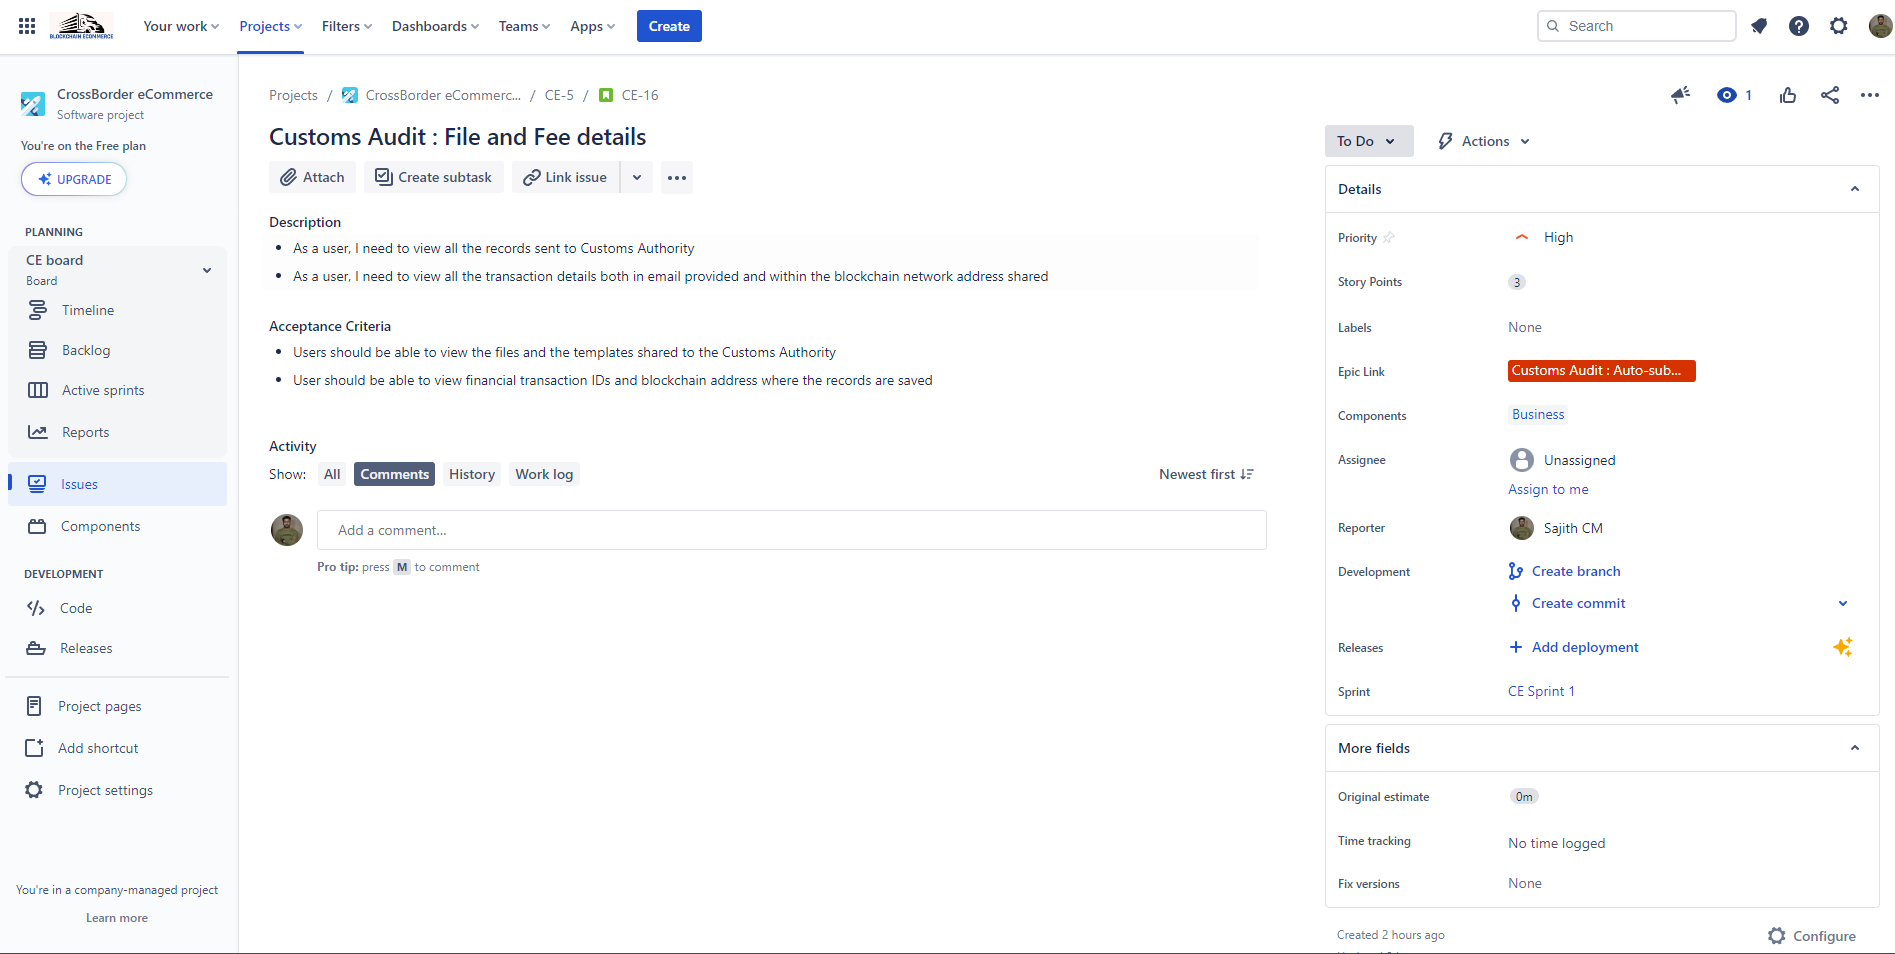 BLOCKCHAIN ECOMMERCE
Your work
Projects
Filters
Dashboards
Teams
Apps
Create
Search
CrossBorder eCommerce
Software project
You're on the Free plan
UPGRADE
PLANNING
CE board
Board
Timeline
Backlog
Active sprints
Reports
Issues
Components
DEVELOPMENT
Code
Releases
Project pages
Add shortcut
Project settings
You're in a company-managed project
Learn more
Projects / CrossBorder eCommerc... / CE-5 / CE-16
1
Customs Audit : File and Fee details
Attach
Create subtask
Link issue
Description
• As a user, I need to view all the records sent to Customs Authority
• As a user, I need to view all the transaction details both in email provided and within the blockchain network address shared
Acceptance Criteria
• Users should be able to view the files and the templates shared to the Customs Authority
• User should be able to view financial transaction IDs and blockchain address where the records are saved
Activity
Show: All Comments History Work log
Newest first
Add a comment...
Pro tip: press M to comment
To Do
Actions
Details
Priority High
Story Points 3
Labels None
Epic Link Customs Audit : Auto-sub...
Components Business
Assignee Unassigned
Assign to me
Reporter Sajith CM
Development Create branch
Create commit
Releases Add deployment
Sprint CE Sprint 1
More fields
Original estimate 0m
Time tracking No time logged
Fix versions None
Created 2 hours ago
Configure